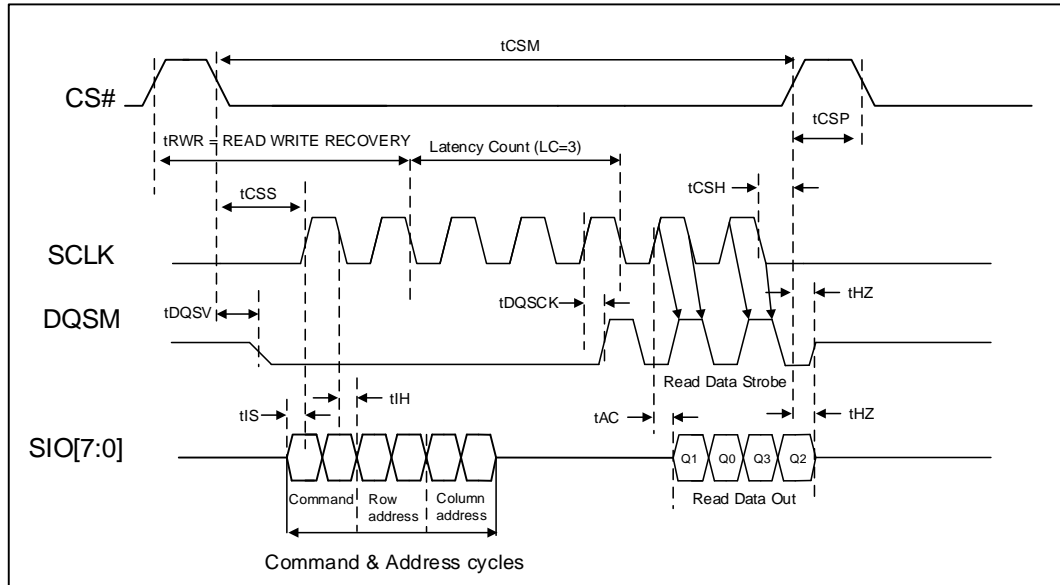 tCSM
CS#
tCSP
tRWR = READ WRITE RECOVERY
Latency Count (LC=3)
tCSH
tCSS
SCLK
tHZ
tDQSCK
DQSM
tDQSV
Read Data Strobe
tIH
tIS
tAC
tHZ
SIO[7:0]
Q1 Q0 Q3 Q2
Command Row address Column address
Read Data Out
Command & Address cycles